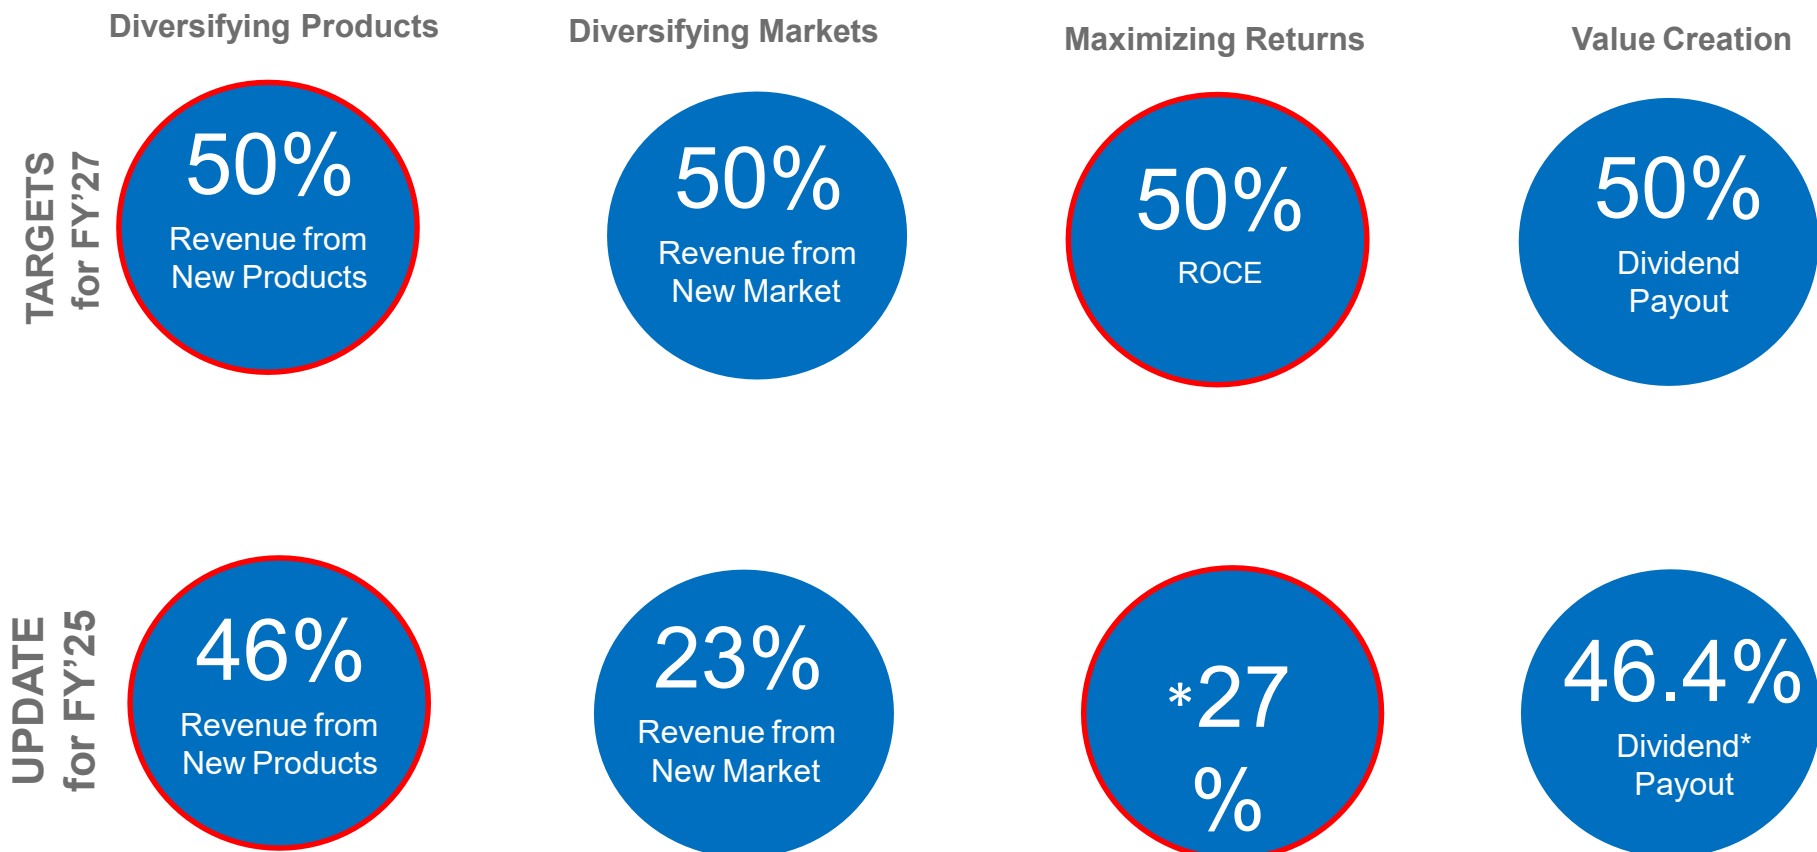 Diversifying Products
Diversifying Markets
Maximizing Returns
Value Creation
TARGETS
for FY’27
50%
Revenue from
New Products
50%
Revenue from
New Market
50%
ROCE
50%
Dividend
Payout
UPDATE
for FY’25
46%
Revenue from
New Products
23%
Revenue from
New Market
*27
%
46.4%
Dividend*
Payout